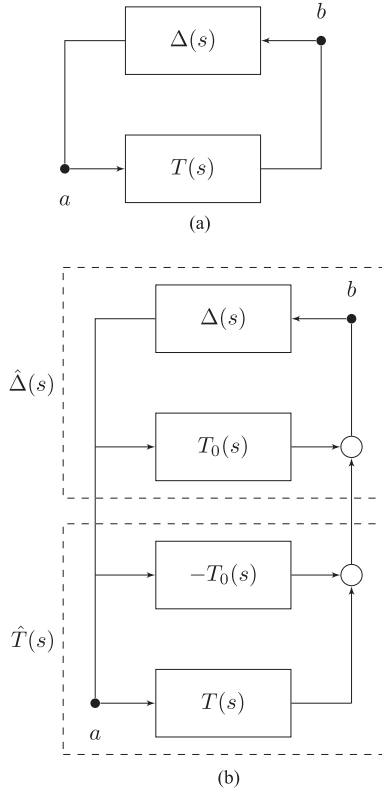 b
Δ(s)
T(s)
a
(a)
b
Δ(s)
Δ̂(s)
T₀(s)
−T₀(s)
T̂(s)
T(s)
a
(b)